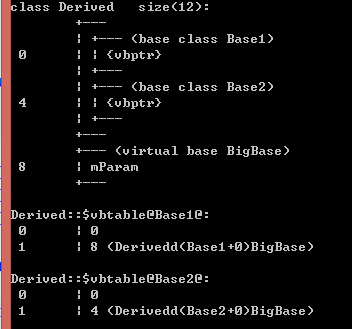 class Derived   size(12):
        +---
        ¦ +--- (base class Base1)
 0      ¦ ¦ {vbptr}
        ¦ +---
        ¦ +--- (base class Base2)
 4      ¦ ¦ {vbptr}
        ¦ +---
        +---
        +--- (virtual base BigBase)
 8      ¦ mParam
        +---
Derived::$vbtable@Base1@:
 0      ¦ 0
 1      ¦ 8 (Derivedd(Base1+0)BigBase)
Derived::$vbtable@Base2@:
 0      ¦ 0
 1      ¦ 4 (Derivedd(Base2+0)BigBase)